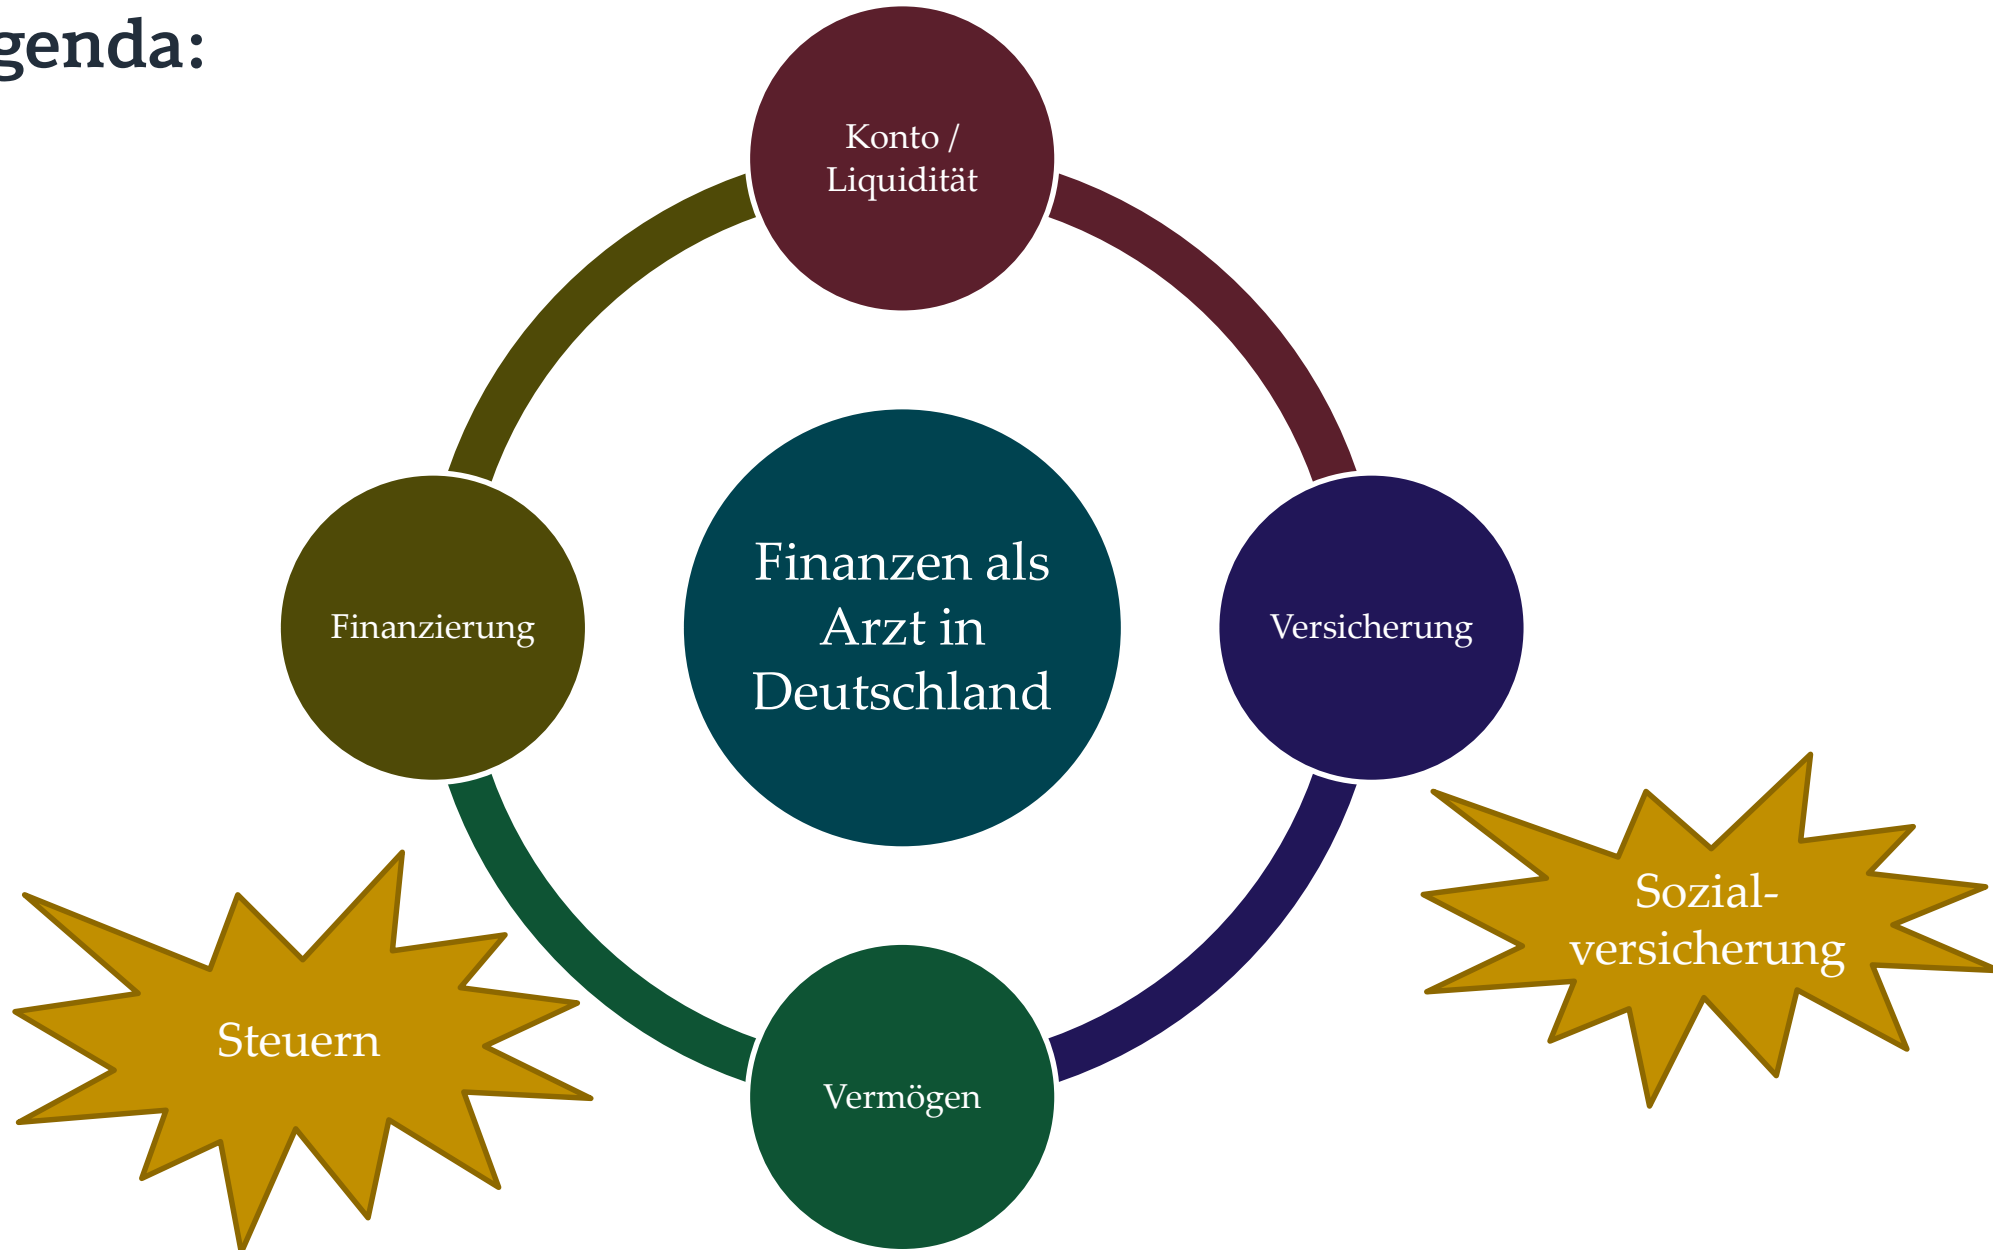 genda:
Konto /
Liquidität
Finanzierung
Finanzen als
Arzt in
Deutschland
Versicherung
Sozial-
versicherung
Steuern
Vermögen